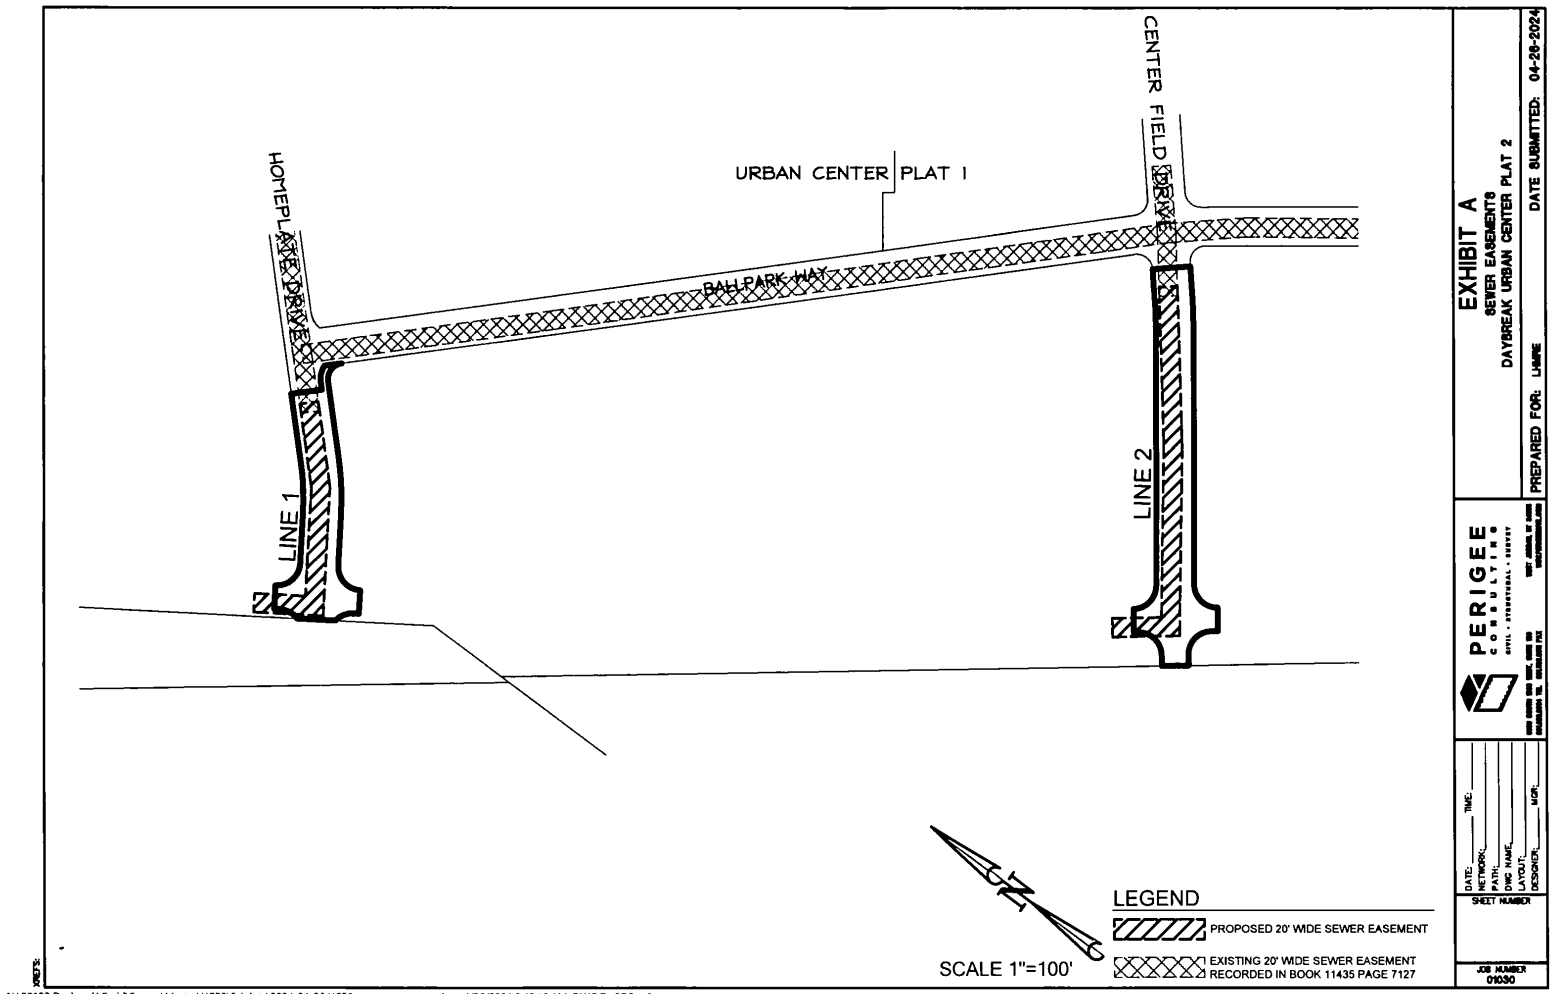 CENTER FIELD DRIVE
HOMEPLATE DRIVE
URBAN CENTER PLAT 1
BALLPARK WAY
LINE 1
LINE 2
N
SCALE 1"=100'
LEGEND
PROPOSED 20' WIDE SEWER EASEMENT
EXISTING 20' WIDE SEWER EASEMENT
RECORDED IN BOOK 11435 PAGE 7127
EXHIBIT A
SEWER EASEMENTS
DAYBREAK URBAN CENTER PLAT 2
PREPARED FOR: LHMRE
DATE SUBMITTED: 04-26-2024
PERIGEE
CONSULTING
CIVIL • STRUCTURAL • SURVEY
DATE: TIME:
NETWORK:
PATH:
DWG NAME:
LAYOUT:
DESIGNER: MGR:
SHEET NUMBER
JOB NUMBER
01030
XREFS: